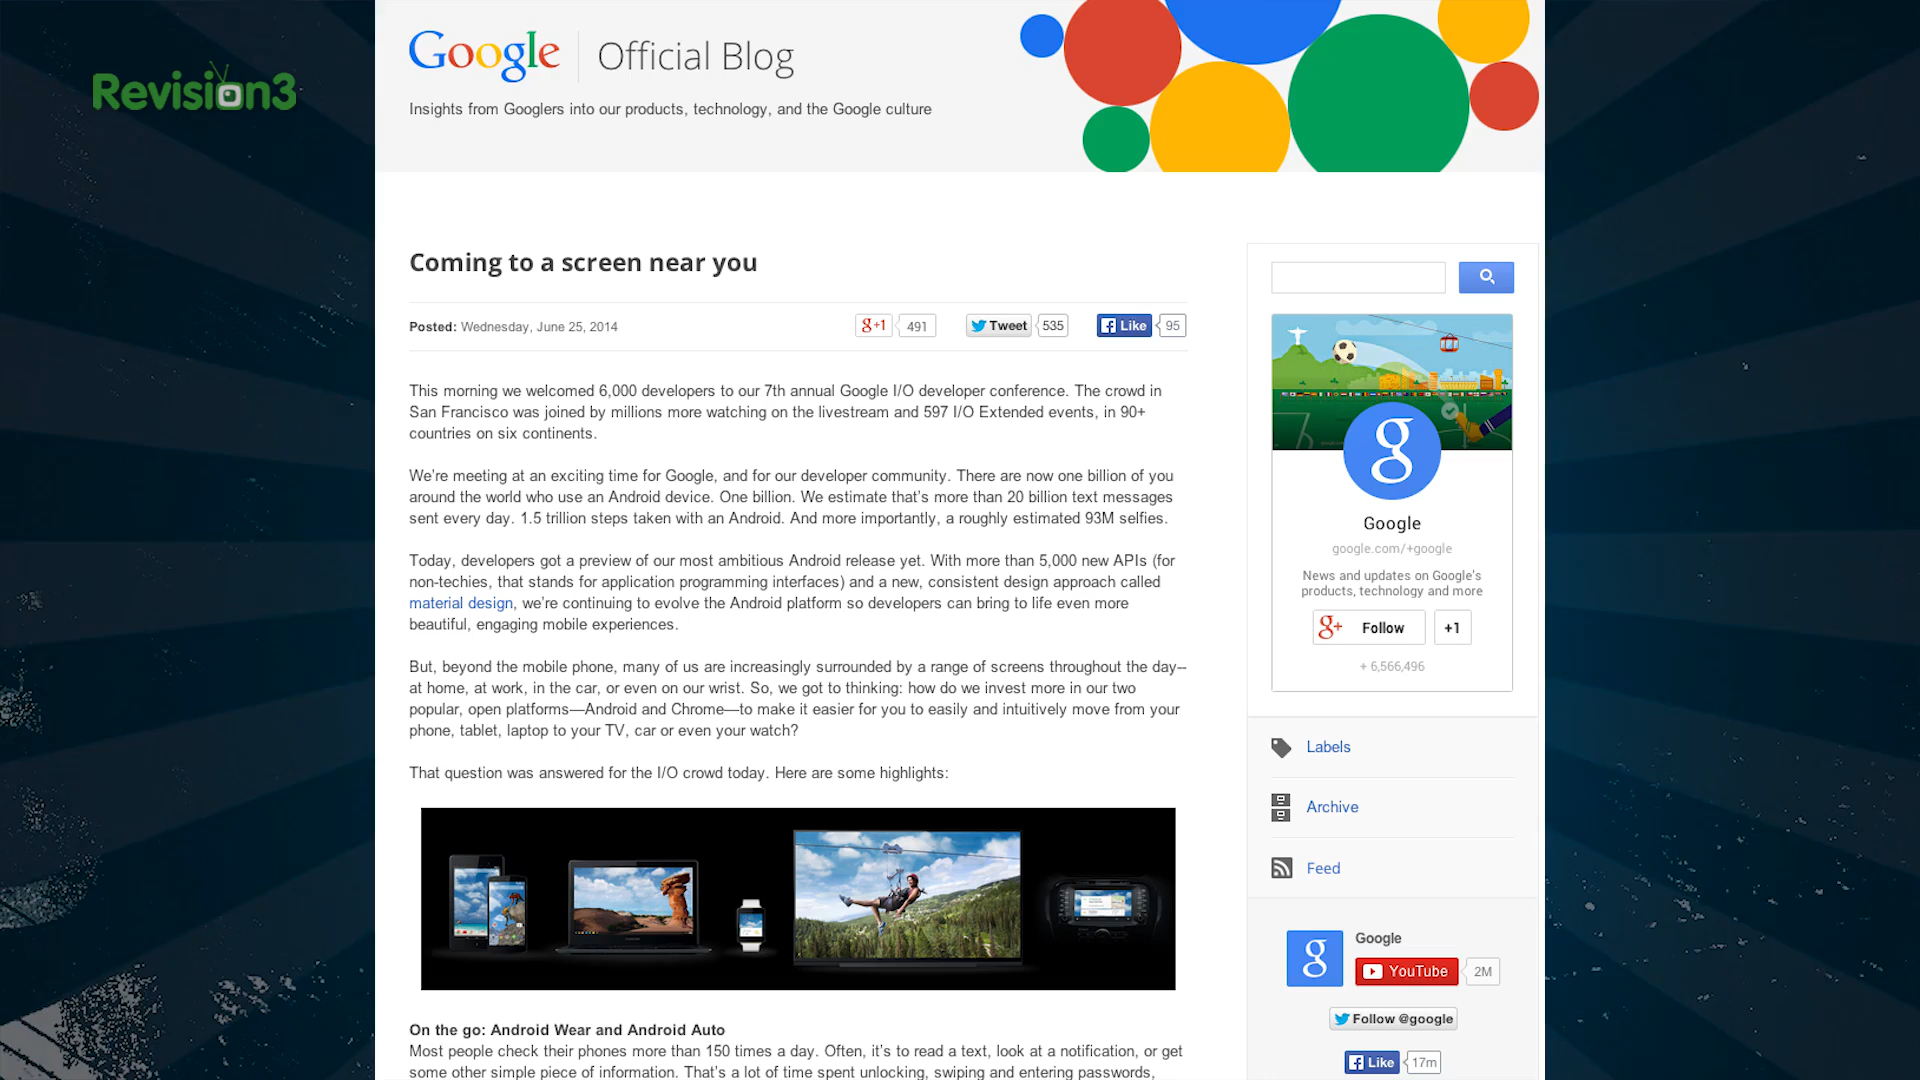 Revision3
Google Official Blog
Insights from Googlers into our products, technology, and the Google culture
Coming to a screen near you
Posted: Wednesday, June 25, 2014
g+1 491
Tweet 535
Like 95
This morning we welcomed 6,000 developers to our 7th annual Google I/O developer conference. The crowd in
San Francisco was joined by millions more watching on the livestream and 597 I/O Extended events, in 90+
countries on six continents.
We're meeting at an exciting time for Google, and for our developer community. There are now one billion of you
around the world who use an Android device. One billion. We estimate that's more than 20 billion text messages
sent every day. 1.5 trillion steps taken with an Android. And more importantly, a roughly estimated 93M selfies.
Today, developers got a preview of our most ambitious Android release yet. With more than 5,000 new APIs (for
non-techies, that stands for application programming interfaces) and a new, consistent design approach called
material design, we're continuing to evolve the Android platform so developers can bring to life even more
beautiful, engaging mobile experiences.
But, beyond the mobile phone, many of us are increasingly surrounded by a range of screens throughout the day--
at home, at work, in the car, or even on our wrist. So, we got to thinking: how do we invest more in our two
popular, open platforms—Android and Chrome—to make it easier for you to easily and intuitively move from your
phone, tablet, laptop to your TV, car or even your watch?
That question was answered for the I/O crowd today. Here are some highlights:
On the go: Android Wear and Android Auto
Most people check their phones more than 150 times a day. Often, it's to read a text, look at a notification, or get
some other simple piece of information. That's a lot of time spent unlocking, swiping and entering passwords,
g
Google
google.com/+google
News and updates on Google's
products, technology and more
g+ Follow +1
+ 6,566,496
Labels
Archive
Feed
g
Google
YouTube 2M
Follow @google
Like 17m